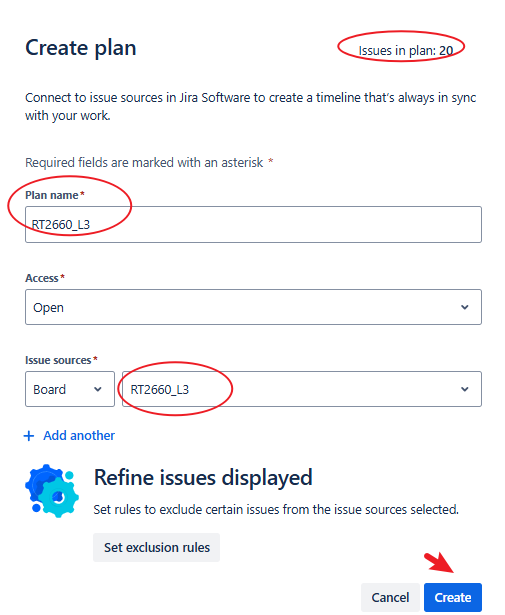 Create plan
Issues in plan: 20
Connect to issue sources in Jira Software to create a timeline that's always in sync
with your work.
Required fields are marked with an asterisk *
Plan name*
RT2660_L3
Access*
Open
Issue sources*
Board
RT2660_L3
+ Add another
Refine issues displayed
Set rules to exclude certain issues from the issue sources selected.
Set exclusion rules
Cancel
Create